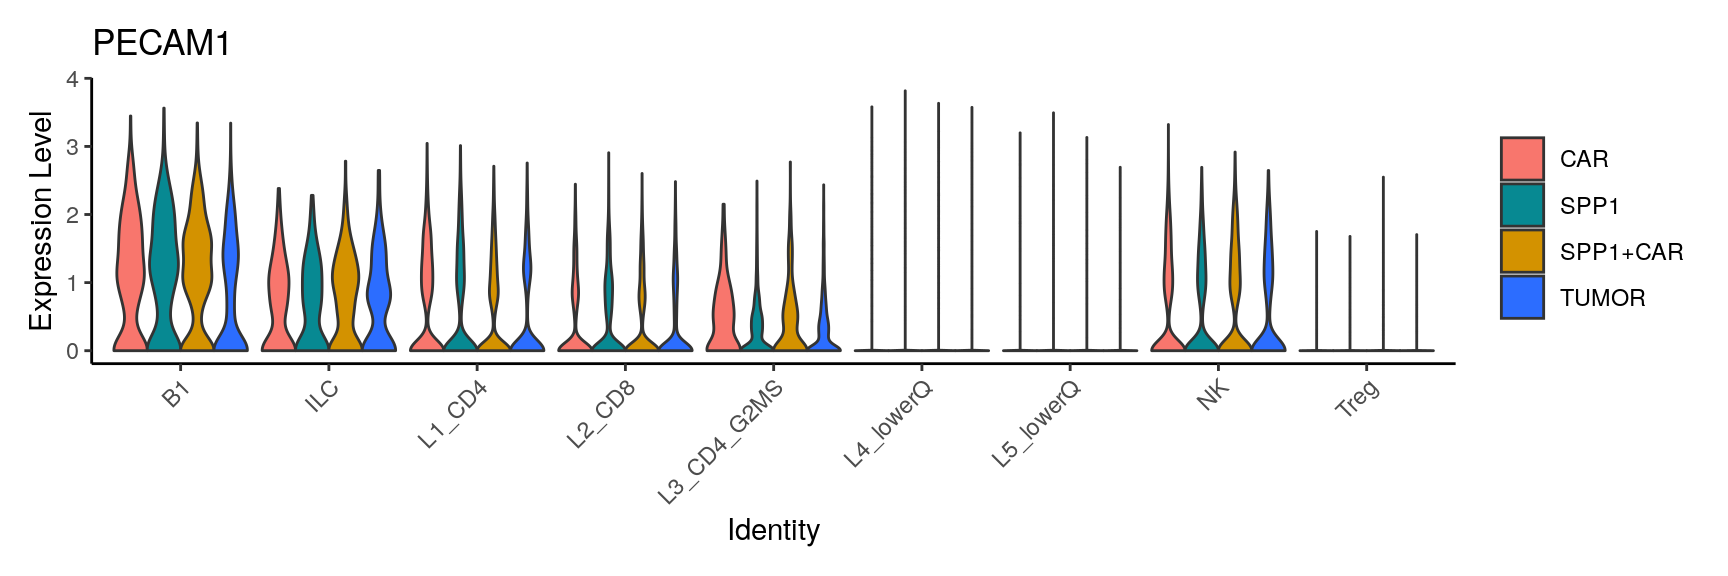 PECAM1
Expression Level
4
3
2
1
0
B1
ILC
L1_CD4
L2_CD8
L3_CD4_G2MS
L4_lowerQ
L5_lowerQ
NK
Treg
Identity
CAR
SPP1
SPP1+CAR
TUMOR